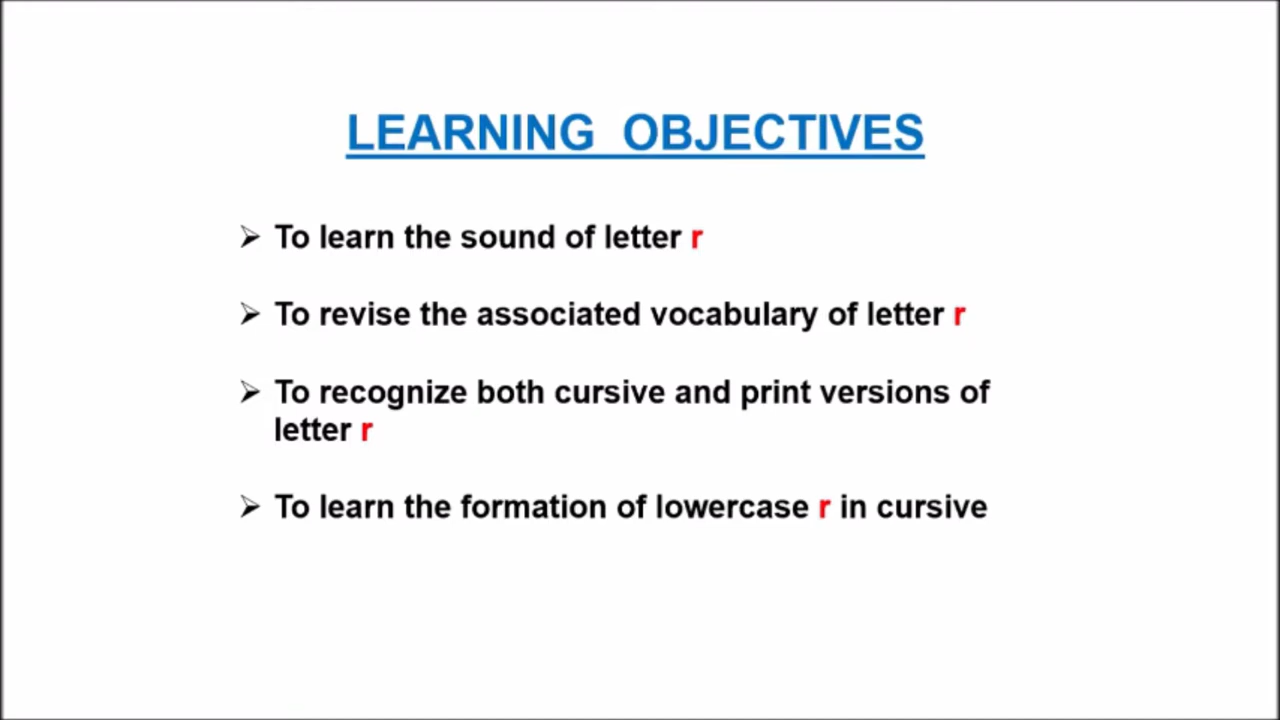 LEARNING OBJECTIVES
➢ To learn the sound of letter r
➢ To revise the associated vocabulary of letter r
➢ To recognize both cursive and print versions of
letter r
➢ To learn the formation of lowercase r in cursive